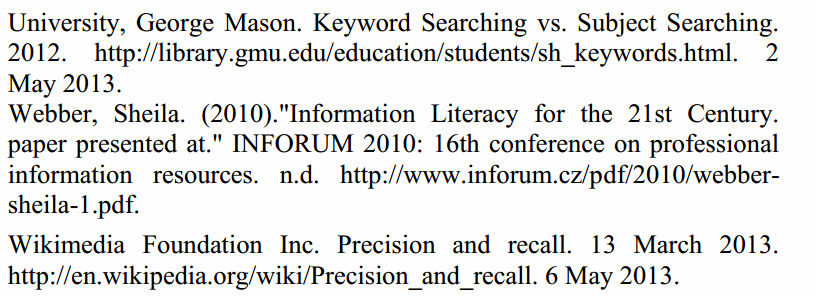 University, George Mason. Keyword Searching vs. Subject Searching.
2012. http://library.gmu.edu/education/students/sh_keywords.html. 2
May 2013.
Webber, Sheila. (2010)."Information Literacy for the 21st Century.
paper presented at." INFORUM 2010: 16th conference on professional
information resources. n.d. http://www.inforum.cz/pdf/2010/webber-
sheila-1.pdf.
Wikimedia Foundation Inc. Precision and recall. 13 March 2013.
http://en.wikipedia.org/wiki/Precision_and_recall. 6 May 2013.